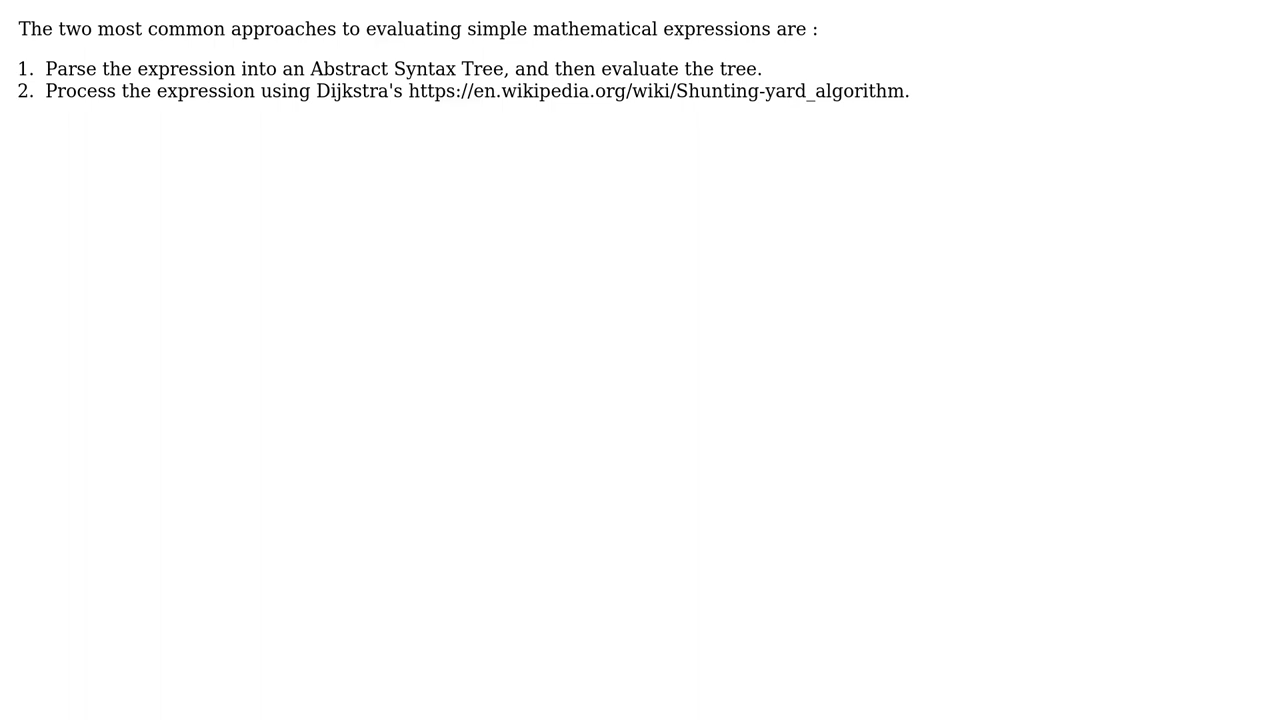 The two most common approaches to evaluating simple mathematical expressions are :
1. Parse the expression into an Abstract Syntax Tree, and then evaluate the tree.
2. Process the expression using Dijkstra's https://en.wikipedia.org/wiki/Shunting-yard_algorithm.